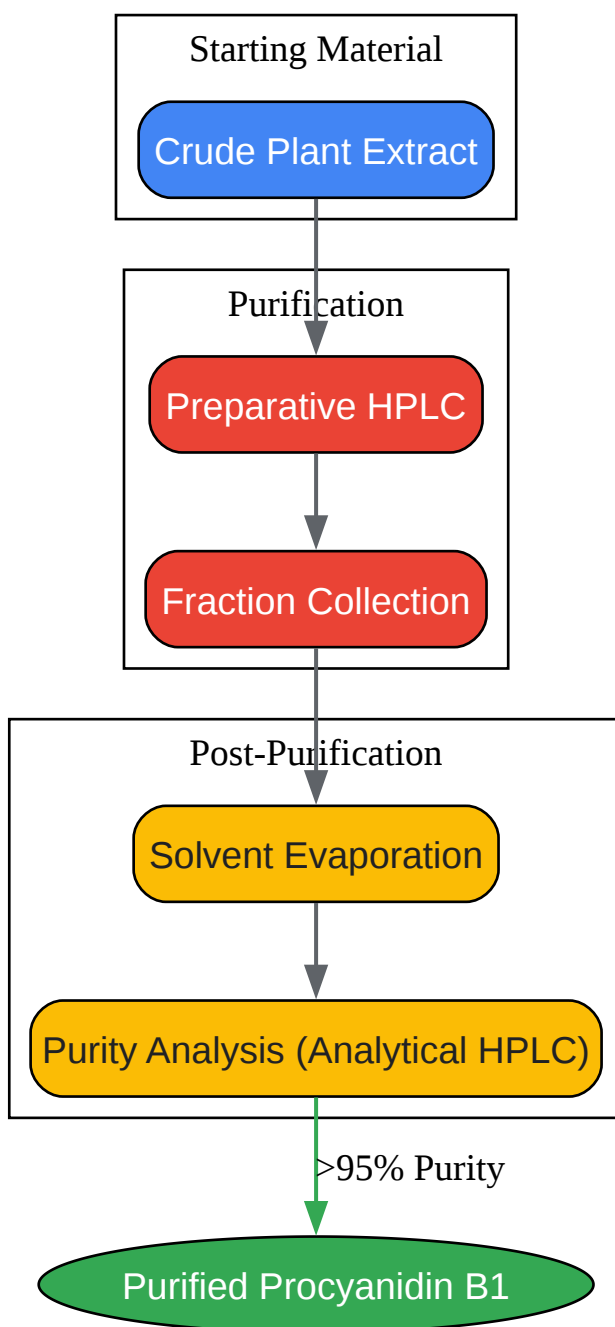 Starting Material
Crude Plant Extract
Purification
Preparative HPLC
Fraction Collection
Post-Purification
Solvent Evaporation
Purity Analysis (Analytical HPLC)
>95% Purity
Purified Procyanidin B1